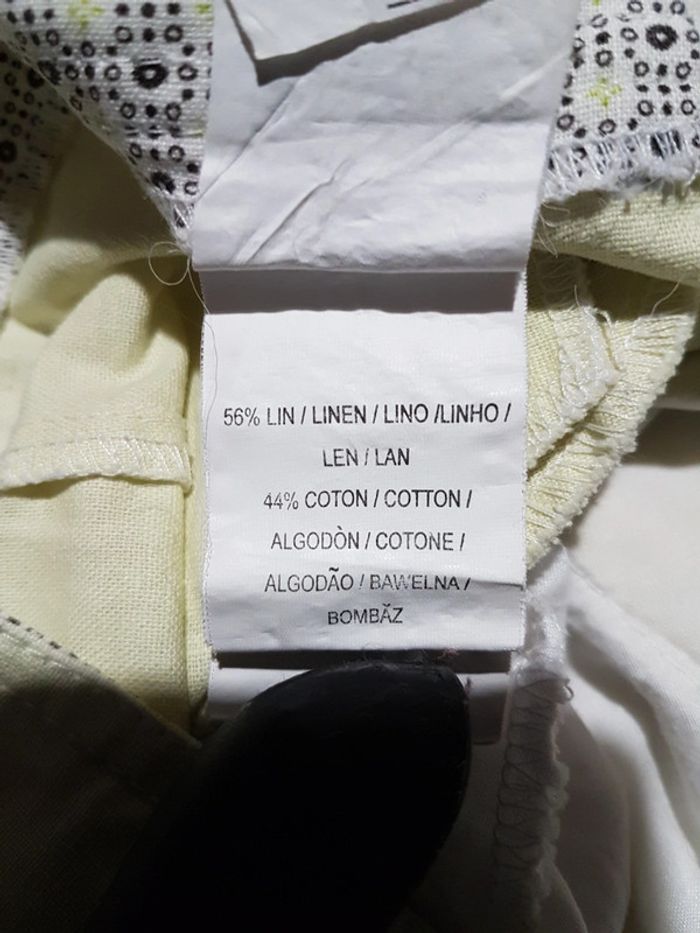 56% LIN / LINEN / LINO /LINHO /
LEN / LAN
44% COTON / COTTON /
ALGODÒN / COTONE /
ALGODÃO / BAWELNA /
BOMBĂZ